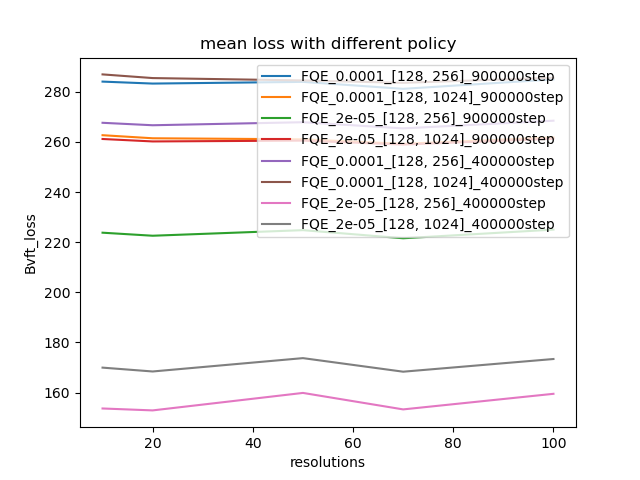 mean loss with different policy
FQE_0.0001_[128, 256]_900000step
FQE_0.0001_[128, 1024]_900000step
FQE_2e-05_[128, 256]_900000step
FQE_2e-05_[128, 1024]_900000step
FQE_0.0001_[128, 256]_400000step
FQE_0.0001_[128, 1024]_400000step
FQE_2e-05_[128, 256]_400000step
FQE_2e-05_[128, 1024]_400000step
Bvft_loss
280
260
240
220
200
180
160
20 40 60 80 100
resolutions